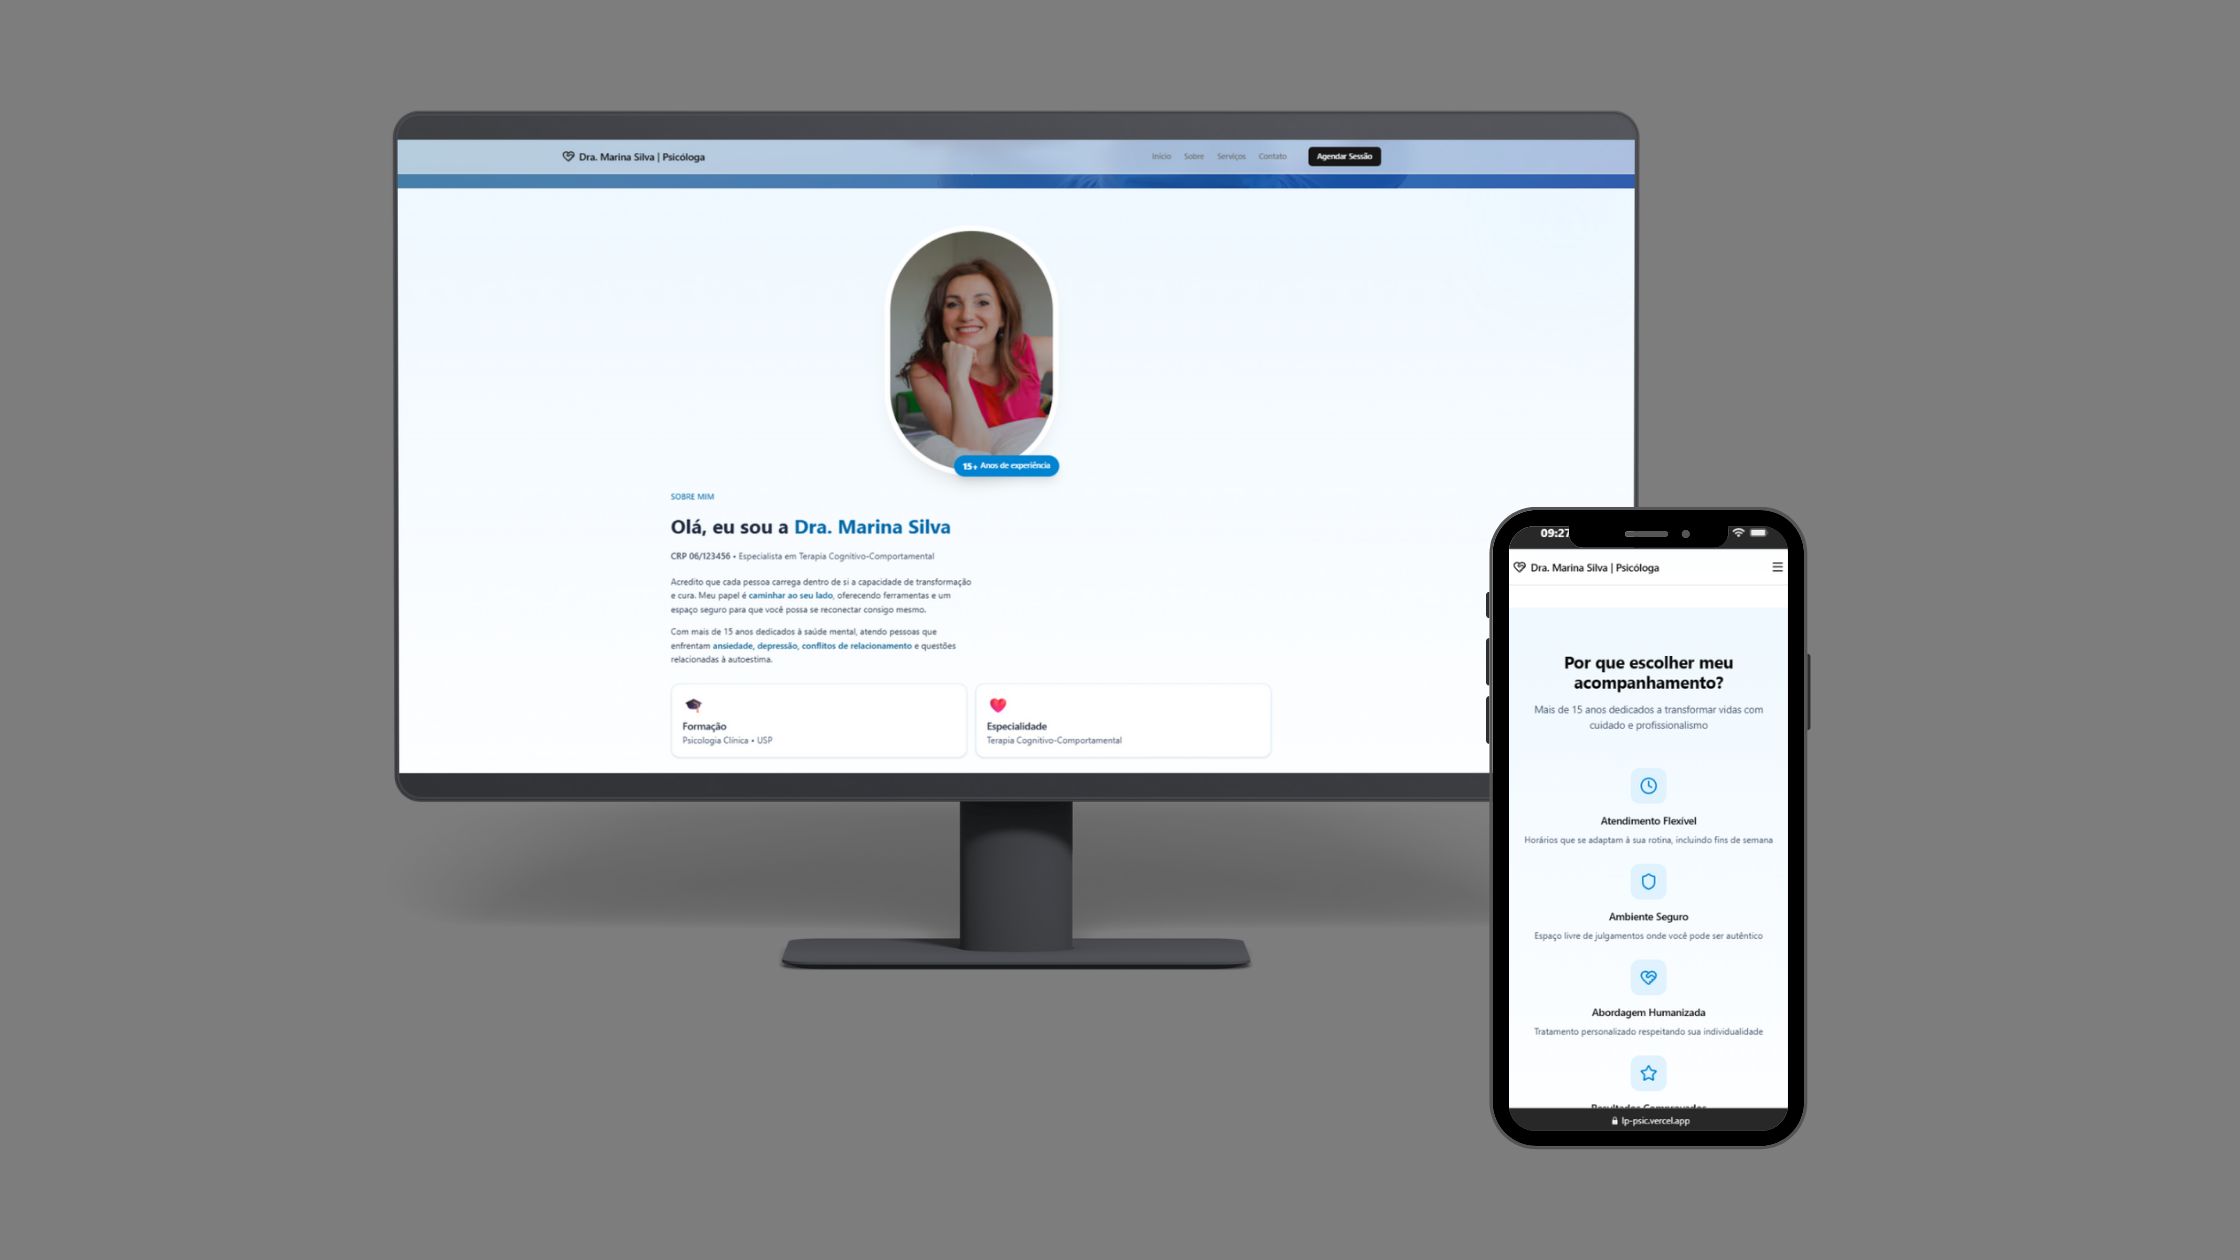 Dra. Marina Silva | Psicóloga
Início Sobre Serviços Contato Agendar Sessão
15+ Anos de experiência
SOBRE MIM
Olá, eu sou a Dra. Marina Silva
CRP 06/123456 • Especialista em Terapia Cognitivo-Comportamental
Acredito que cada pessoa carrega dentro de si a capacidade de transformação
e cura. Meu papel é caminhar ao seu lado, oferecendo ferramentas e um
espaço seguro para que você possa se reconectar consigo mesmo.
Com mais de 15 anos dedicados à saúde mental, atendo pessoas que
enfrentam ansiedade, depressão, conflitos de relacionamento e questões
relacionadas à autoestima.
Formação
Psicologia Clínica • USP
Especialidade
Terapia Cognitivo-Comportamental
09:27
Dra. Marina Silva | Psicóloga
Por que escolher meu
acompanhamento?
Mais de 15 anos dedicados a transformar vidas com
cuidado e profissionalismo
Atendimento Flexível
Horários que se adaptam à sua rotina, incluindo fins de semana
Ambiente Seguro
Espaço livre de julgamentos onde você pode ser autêntico
Abordagem Humanizada
Tratamento personalizado respeitando sua individualidade
Resultados Comprovados
lp-psic.vercel.app